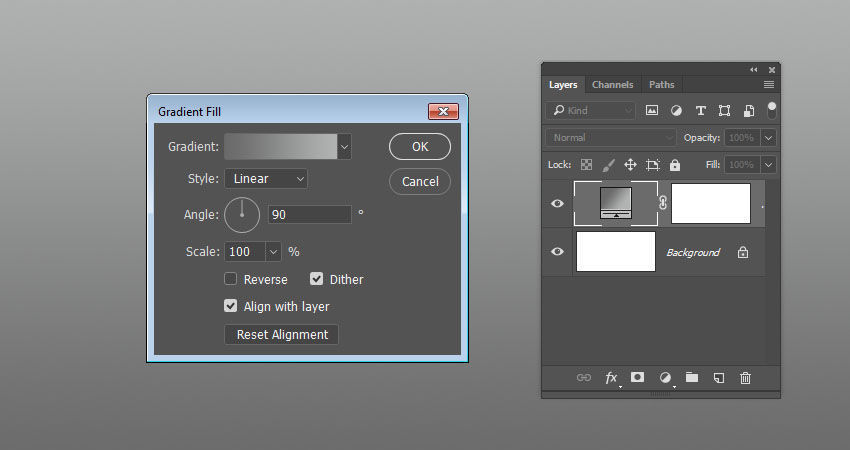 Gradient Fill
Gradient:
OK
Style: Linear
Cancel
Angle: 90 °
Scale: 100 %
Reverse Dither
Align with layer
Reset Alignment
Layers Channels Paths
Kind
Normal Opacity: 100%
Lock: Fill: 100%
Background
fx